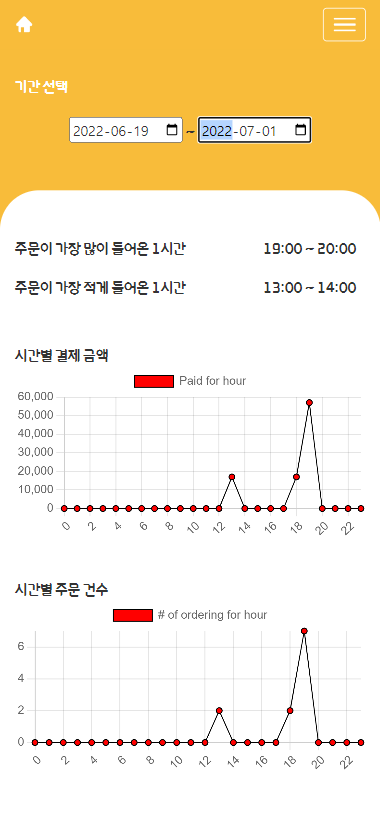 기간 선택
2022-06-19 ~ 2022-07-01
주문이 가장 많이 들어온 1시간 19:00 ~ 20:00
주문이 가장 적게 들어온 1시간 13:00 ~ 14:00
시간별 결제 금액
Paid for hour
60,000
50,000
40,000
30,000
20,000
10,000
0
0 2 4 6 8 10 12 14 16 18 20 22
시간별 주문 건수
# of ordering for hour
6
4
2
0
0 2 4 6 8 10 12 14 16 18 20 22